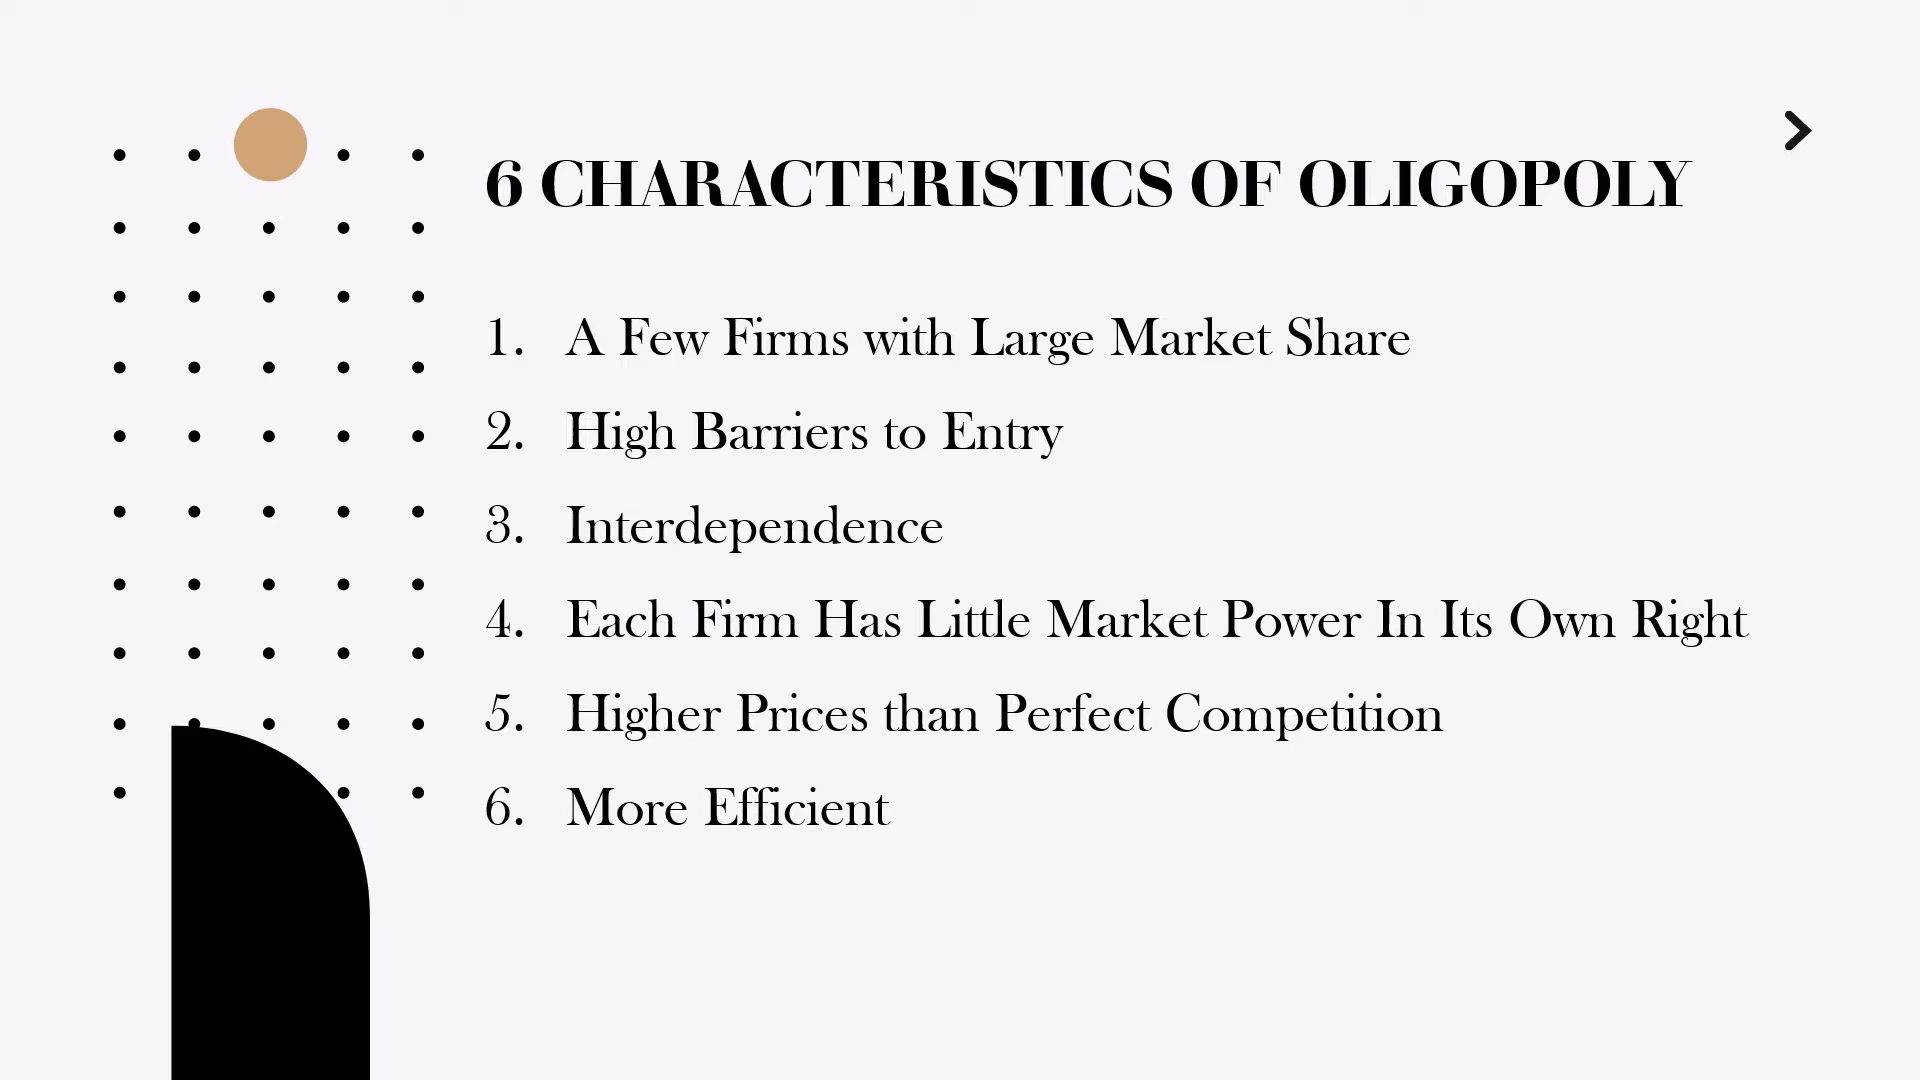 6 CHARACTERISTICS OF OLIGOPOLY
1. A Few Firms with Large Market Share
2. High Barriers to Entry
3. Interdependence
4. Each Firm Has Little Market Power In Its Own Right
5. Higher Prices than Perfect Competition
6. More Efficient